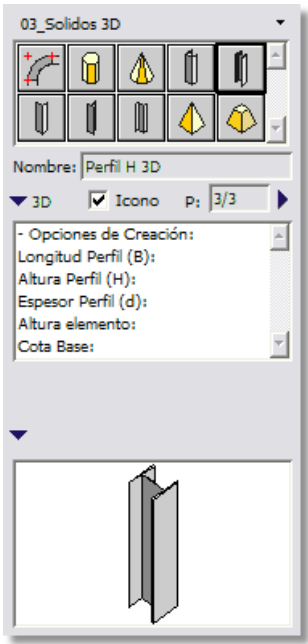 03_Solidos 3D
Nombre: Perfil H 3D
3D Icono P: 3/3
- Opciones de Creación:
Longitud Perfil (B):
Altura Perfil (H):
Espesor Perfil (d):
Altura elemento:
Cota Base: